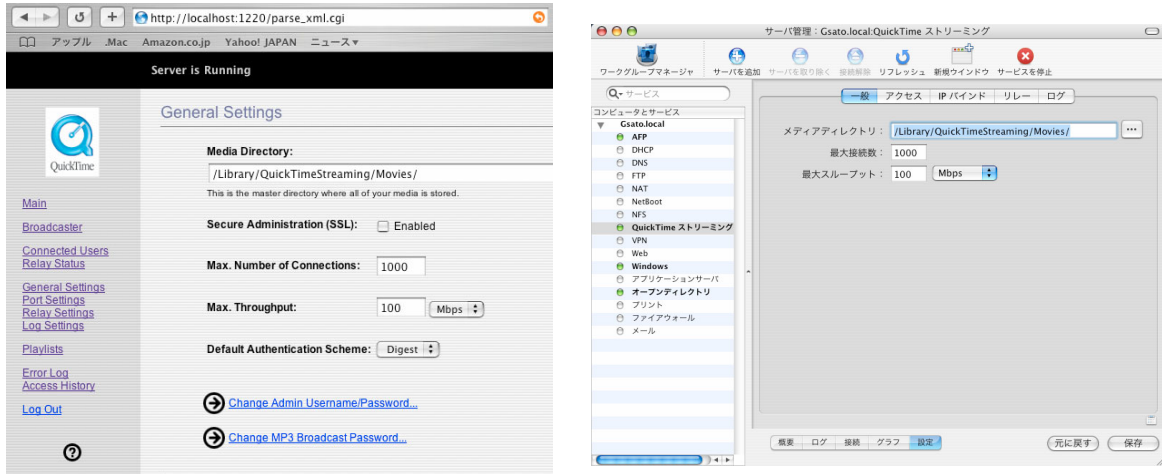 http://localhost:1220/parse_xml.cgi
アップル .Mac Amazon.co.jp Yahoo! JAPAN ニュース▼
Server is Running
QuickTime
Main
Broadcaster
Connected Users
Relay Status
General Settings
Port Settings
Relay Settings
Log Settings
Playlists
Error Log
Access History
Log Out
General Settings
Media Directory:
/Library/QuickTimeStreaming/Movies/
This is the master directory where all of your media is stored.
Secure Administration (SSL): Enabled
Max. Number of Connections: 1000
Max. Throughput: 100 Mbps
Default Authentication Scheme: Digest
Change Admin Username/Password...
Change MP3 Broadcast Password...
サーバ管理：Gsato.local:QuickTime ストリーミング
ワークグループマネージャ サーバを追加 サーバを取り除く 接続解除 リフレッシュ 新規ウインドウ サービスを停止
サービス
コンピュータとサービス
Gsato.local
AFP
DHCP
DNS
FTP
NAT
NetBoot
NFS
QuickTime ストリーミング
VPN
Web
Windows
アプリケーションサーバ
オープンディレクトリ
プリント
ファイアウォール
メール
一般 アクセス IP バインド リレー ログ
メディアディレクトリ： /Library/QuickTimeStreaming/Movies/ ...
最大接続数： 1000
最大スループット： 100 Mbps
概要 ログ 接続 グラフ 設定
元に戻す 保存